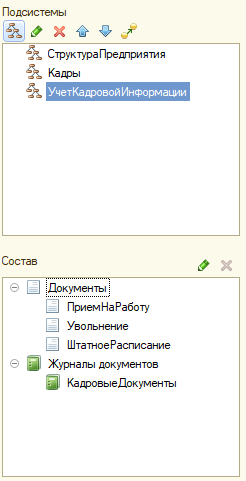 Подсистемы
СтруктураПредприятия
Кадры
УчетКадровойИнформации
Состав
Документы
ПриемНаРаботу
Увольнение
ШтатноеРасписание
Журналы документов
КадровыеДокументы